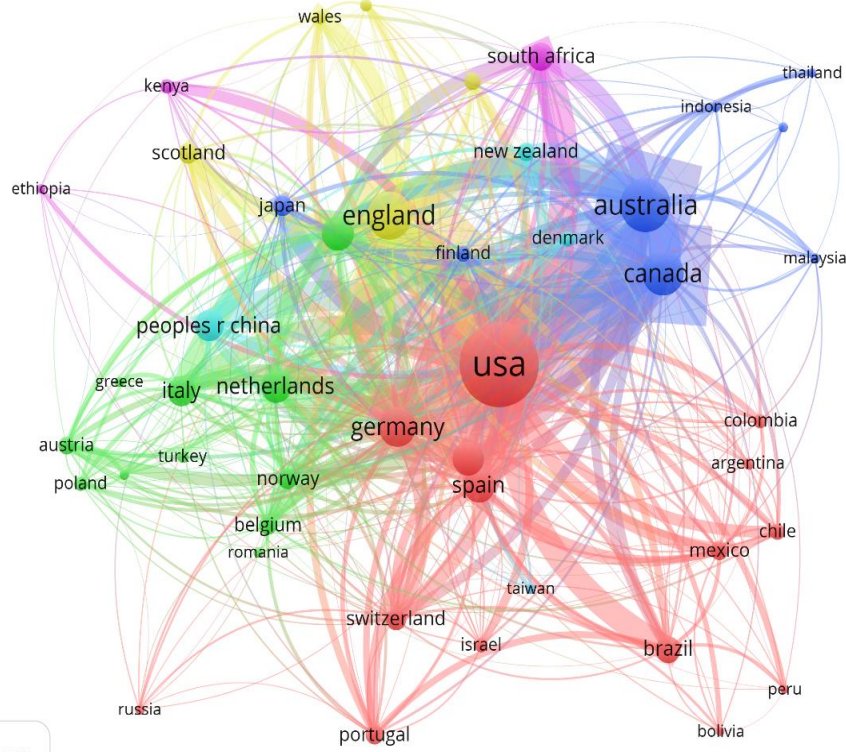 wales
south africa
kenya
thailand
indonesia
scotland
new zealand
ethiopia
japan
england
australia
denmark
finland
malaysia
canada
peoples r china
usa
greece
italy
netherlands
colombia
germany
austria
turkey
argentina
poland
norway
spain
belgium
chile
romania
mexico
taiwan
switzerland
israel
brazil
peru
russia
portugal
bolivia